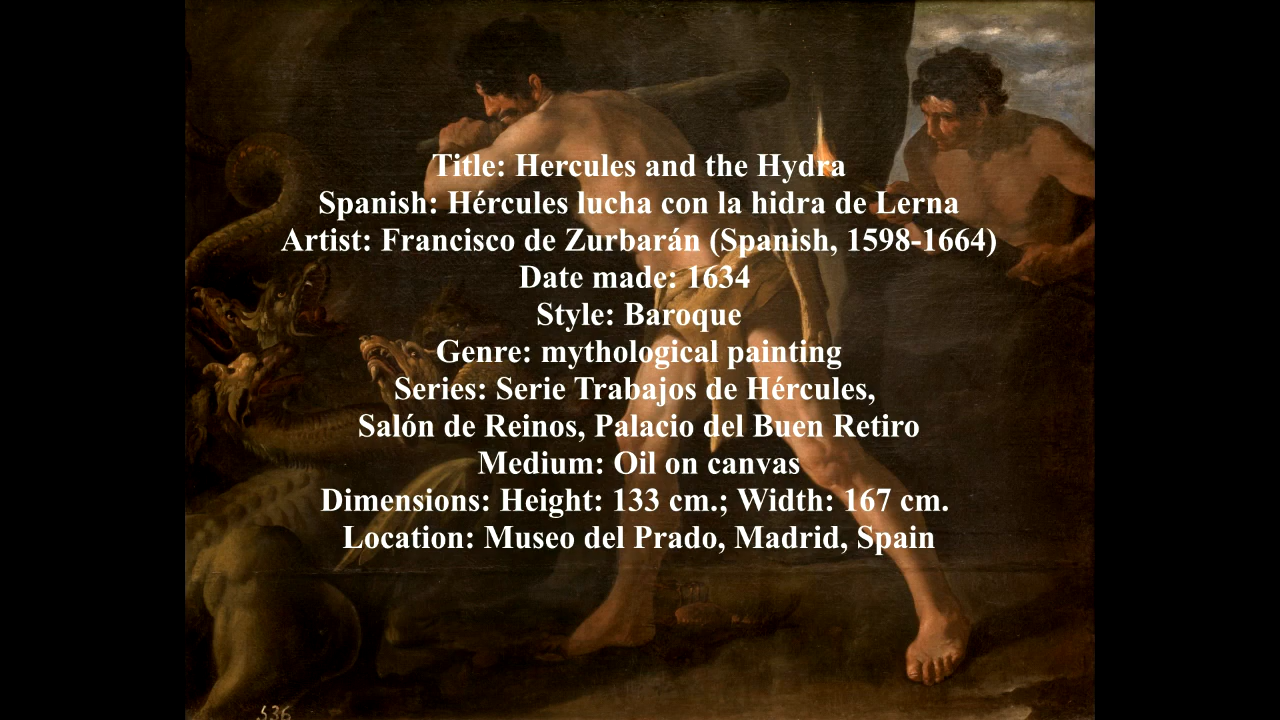 Title: Hercules and the Hydra
Spanish: Hércules lucha con la hidra de Lerna
Artist: Francisco de Zurbarán (Spanish, 1598-1664)
Date made: 1634
Style: Baroque
Genre: mythological painting
Series: Serie Trabajos de Hércules,
Salón de Reinos, Palacio del Buen Retiro
Medium: Oil on canvas
Dimensions: Height: 133 cm.; Width: 167 cm.
Location: Museo del Prado, Madrid, Spain
536